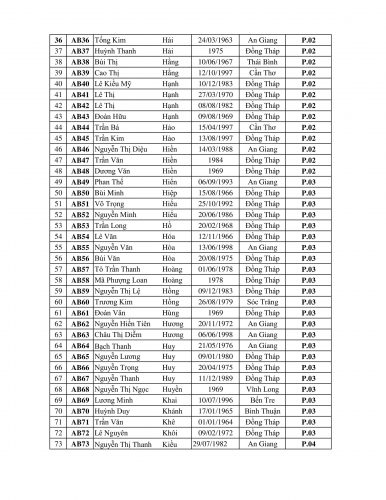 36 AB36 Tống Kim Hải 24/03/1963 An Giang P.02
37 AB37 Huỳnh Thanh Hải 1975 Đồng Tháp P.02
38 AB38 Bùi Thị Hằng 10/06/1967 Thái Bình P.02
39 AB39 Cao Thị Hằng 12/10/1997 Cần Thơ P.02
40 AB40 Lê Kiều Mỹ Hạnh 10/12/1983 Đồng Tháp P.02
41 AB41 Lê Thị Hạnh 27/03/1970 Đồng Tháp P.02
42 AB42 Lê Thị Hạnh 08/08/1982 Đồng Tháp P.02
43 AB43 Đoàn Hữu Hạnh 09/08/1969 Đồng Tháp P.02
44 AB44 Trần Bá Hảo 15/04/1997 Cần Thơ P.02
45 AB45 Trần Kim Hảo 13/08/1997 Đồng Tháp P.02
46 AB46 Nguyễn Thị Diệu Hiền 14/03/1988 An Giang P.02
47 AB47 Trần Văn Hiền 1984 Đồng Tháp P.02
48 AB48 Dương Văn Hiền 1969 Đồng Tháp P.02
49 AB49 Phan Thế Hiển 06/09/1993 An Giang P.03
50 AB50 Bùi Minh Hiệp 15/08/1966 Đồng Tháp P.03
51 AB51 Võ Trọng Hiếu 25/10/1992 Đồng Tháp P.03
52 AB52 Nguyễn Minh Hiếu 20/06/1986 Đồng Tháp P.03
53 AB53 Trần Long Hồ 20/02/1968 Đồng Tháp P.03
54 AB54 Lê Văn Hòa 12/11/1966 Đồng Tháp P.03
55 AB55 Nguyễn Văn Hòa 13/06/1998 An Giang P.03
56 AB56 Bùi Văn Hòa 20/08/1975 Đồng Tháp P.03
57 AB57 Tô Trần Thanh Hoàng 01/06/1978 Đồng Tháp P.03
58 AB58 Mã Phượng Loan Hoàng 1978 Đồng Tháp P.03
59 AB59 Nguyễn Thị Lệ Hồng 09/12/1983 Đồng Tháp P.03
60 AB60 Trương Kim Hồng 26/08/1979 Sóc Trăng P.03
61 AB61 Đoàn Văn Hùng 1969 Đồng Tháp P.03
62 AB62 Nguyễn Hiền Tiên Hương 20/11/1972 An Giang P.03
63 AB63 Châu Thị Diễm Hương 06/06/1998 An Giang P.03
64 AB64 Bạch Thanh Huy 21/05/1976 An Giang P.03
65 AB65 Nguyễn Lương Huy 09/01/1980 Đồng Tháp P.03
66 AB66 Nguyễn Trọng Huy 20/04/1975 Đồng Tháp P.03
67 AB67 Nguyễn Thanh Huy 11/12/1989 Đồng Tháp P.03
68 AB68 Nguyễn Thị Ngọc Huyền 1969 Vĩnh Long P.03
69 AB69 Lương Minh Khai 10/07/1996 Bến Tre P.03
70 AB70 Huỳnh Duy Khánh 17/01/1965 Bình Thuận P.03
71 AB71 Trần Văn Khê 01/01/1964 Đồng Tháp P.03
72 AB72 Lê Nguyên Khôi 09/02/1972 Đồng Tháp P.03
73 AB73 Nguyễn Thị Thanh Kiều 29/07/1982 An Giang P.04